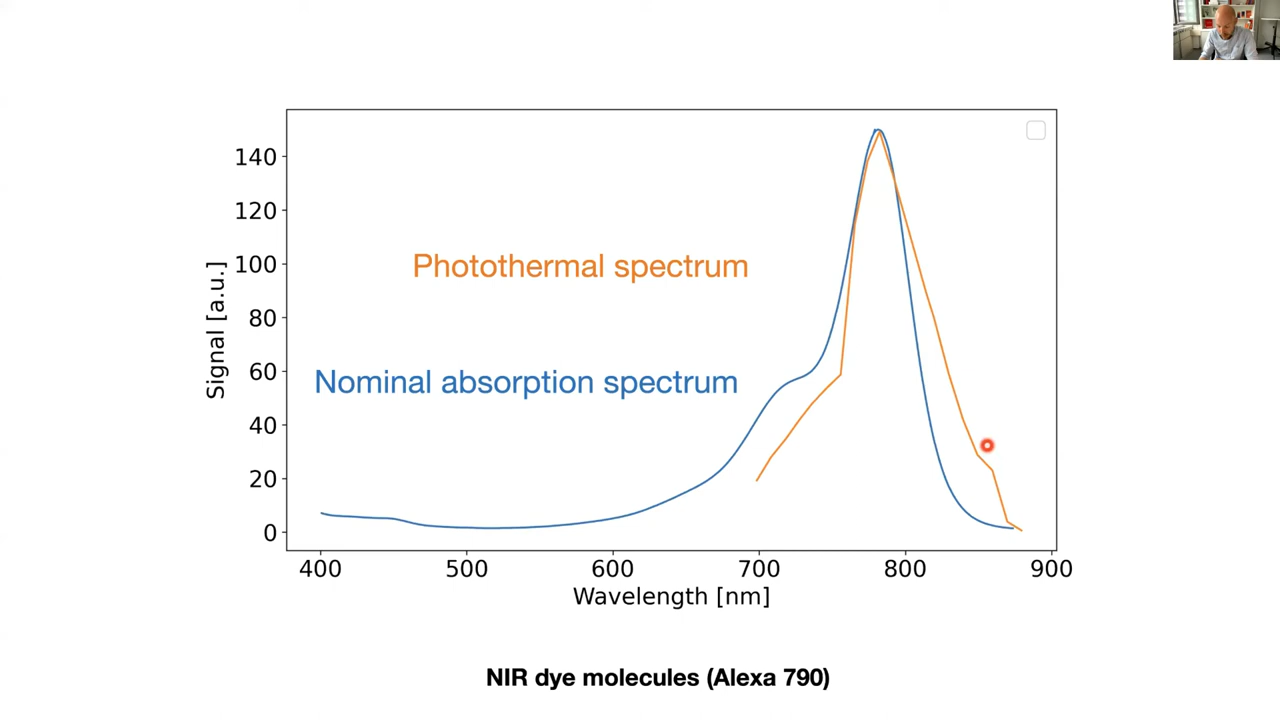 140
120
100
80
60
40
20
0
Signal [a.u.]
Photothermal spectrum
Nominal absorption spectrum
400 500 600 700 800 900
Wavelength [nm]
NIR dye molecules (Alexa 790)